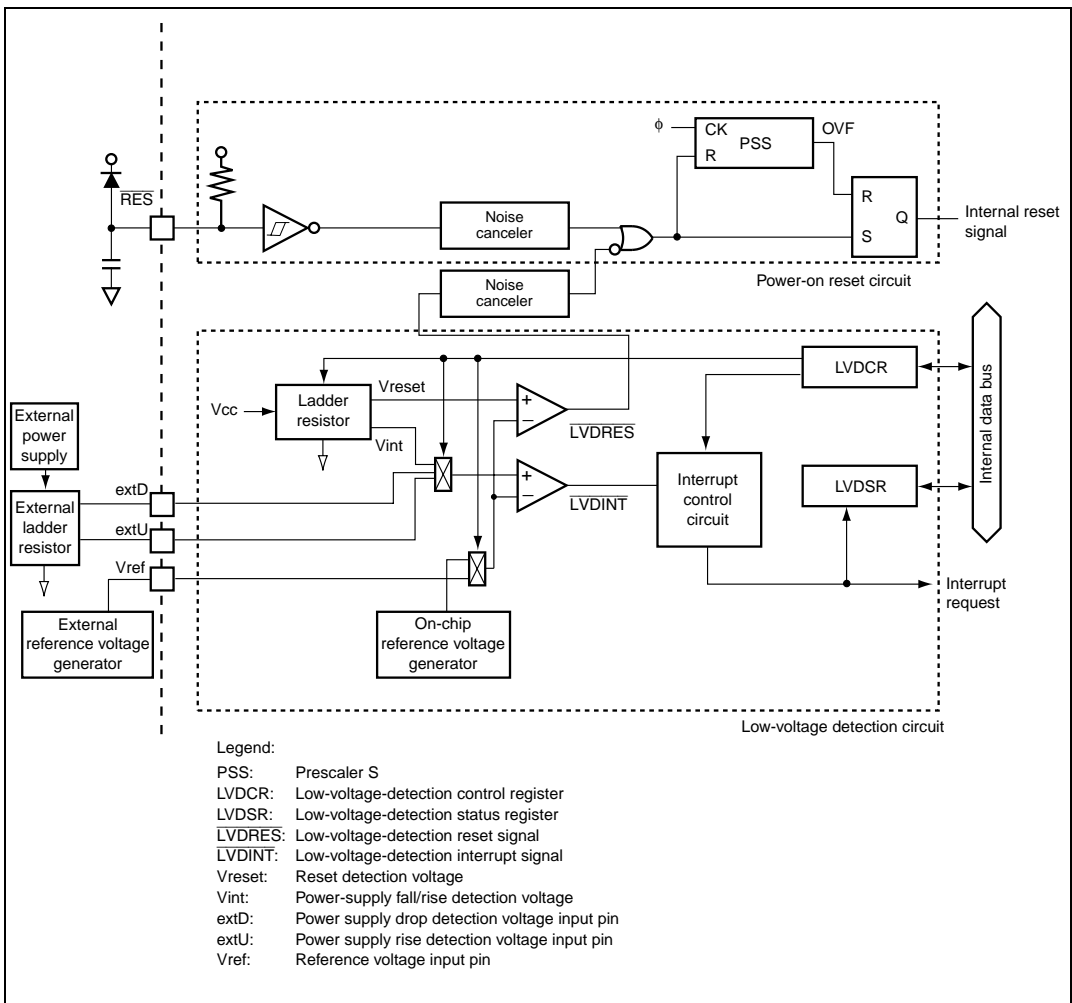 φ
CK
PSS
R
OVF
R
S
Q
Internal reset
signal
RES
Noise
canceler
Power-on reset circuit
Noise
canceler
LVDCR
Vreset
Vcc
Ladder
resistor
Vint
+
−
LVDRES
External
power
supply
+
−
LVDINT
Interrupt
control
circuit
LVDSR
Internal data bus
extD
External
ladder
resistor
extU
Vref
Interrupt
request
External
reference voltage
generator
On-chip
reference voltage
generator
Low-voltage detection circuit
Legend:
PSS: Prescaler S
LVDCR: Low-voltage-detection control register
LVDSR: Low-voltage-detection status register
LVDRES: Low-voltage-detection reset signal
LVDINT: Low-voltage-detection interrupt signal
Vreset: Reset detection voltage
Vint: Power-supply fall/rise detection voltage
extD: Power supply drop detection voltage input pin
extU: Power supply rise detection voltage input pin
Vref: Reference voltage input pin